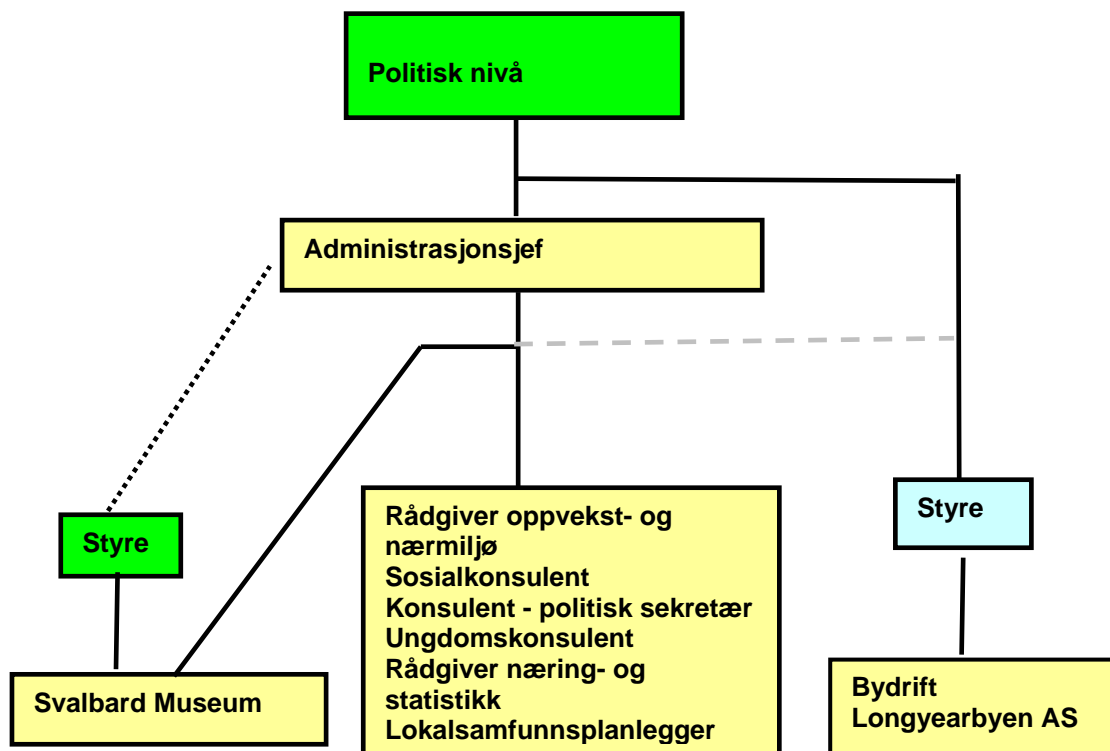 Politisk nivå
Administrasjonsjef
Styre
Styre
Rådgiver oppvekst- og
nærmiljø
Sosialkonsulent
Konsulent - politisk sekretær
Ungdomskonsulent
Rådgiver næring- og
statistikk
Lokalsamfunnsplanlegger
Svalbard Museum
Bydrift
Longyearbyen AS